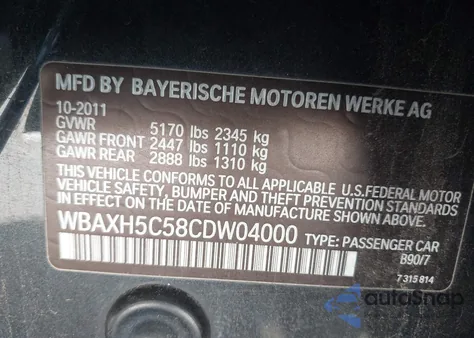 MFD BY BAYERISCHE MOTOREN WERKE AG
10-2011
GVWR 5170 lbs 2345 kg
GAWR FRONT 2447 lbs 1110 kg
GAWR REAR 2888 lbs 1310 kg
THIS VEHICLE CONFORMS TO ALL APPLICABLE U.S.FEDERAL MOTOR
VEHICLE SAFETY, BUMPER AND THEFT PREVENTION STANDARDS IN
EFFECT ON THE DATE OF MANUFACTURE SHOWN ABOVE.
WBAXH5C58CDW04000 TYPE: PASSENGER CAR
B90/7
7 315 814
autoSnap